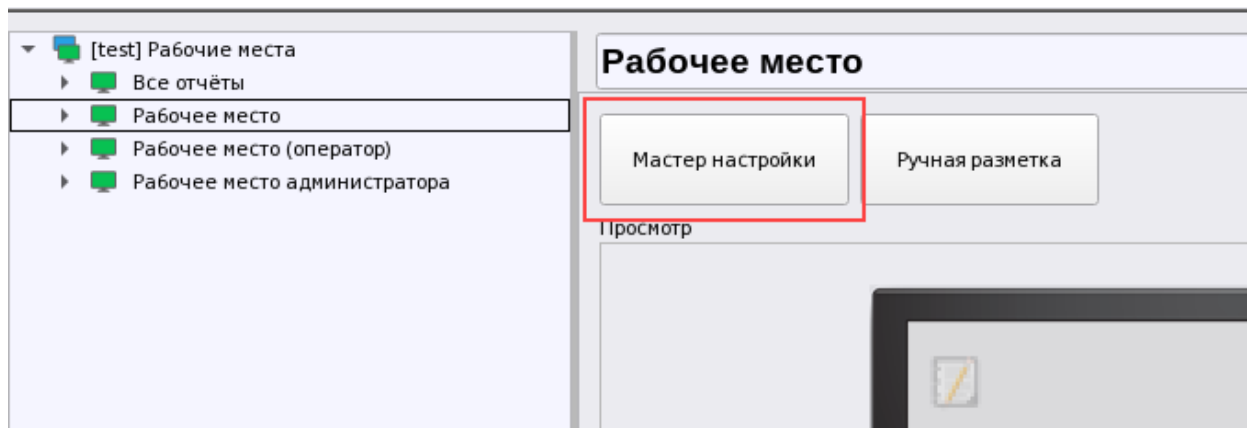 [test] Рабочие места
Все отчёты
Рабочее место
Рабочее место (оператор)
Рабочее место администратора
Рабочее место
Мастер настройки
Ручная разметка
Просмотр